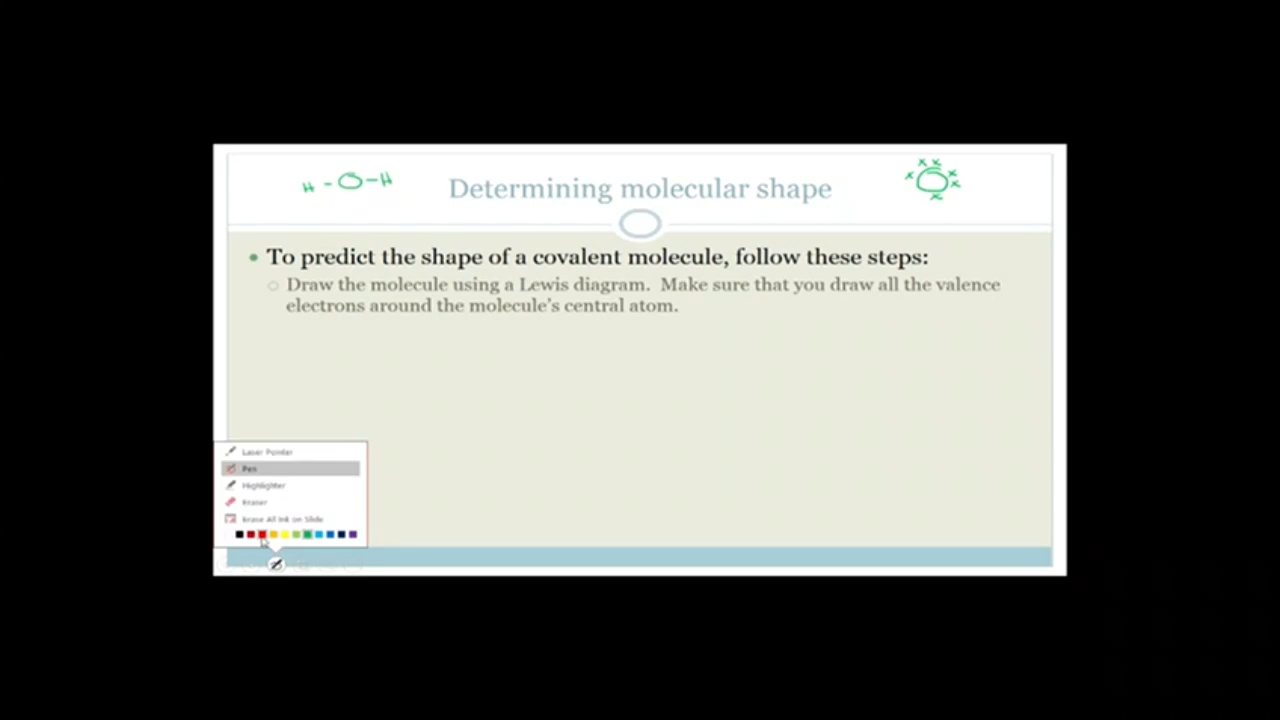 H - O - H
Determining molecular shape
x x
x O x
x
x
• To predict the shape of a covalent molecule, follow these steps:
○ Draw the molecule using a Lewis diagram. Make sure that you draw all the valence
electrons around the molecule's central atom.
Laser Pointer
Pen
Highlighter
Eraser
Erase All Ink on Slide